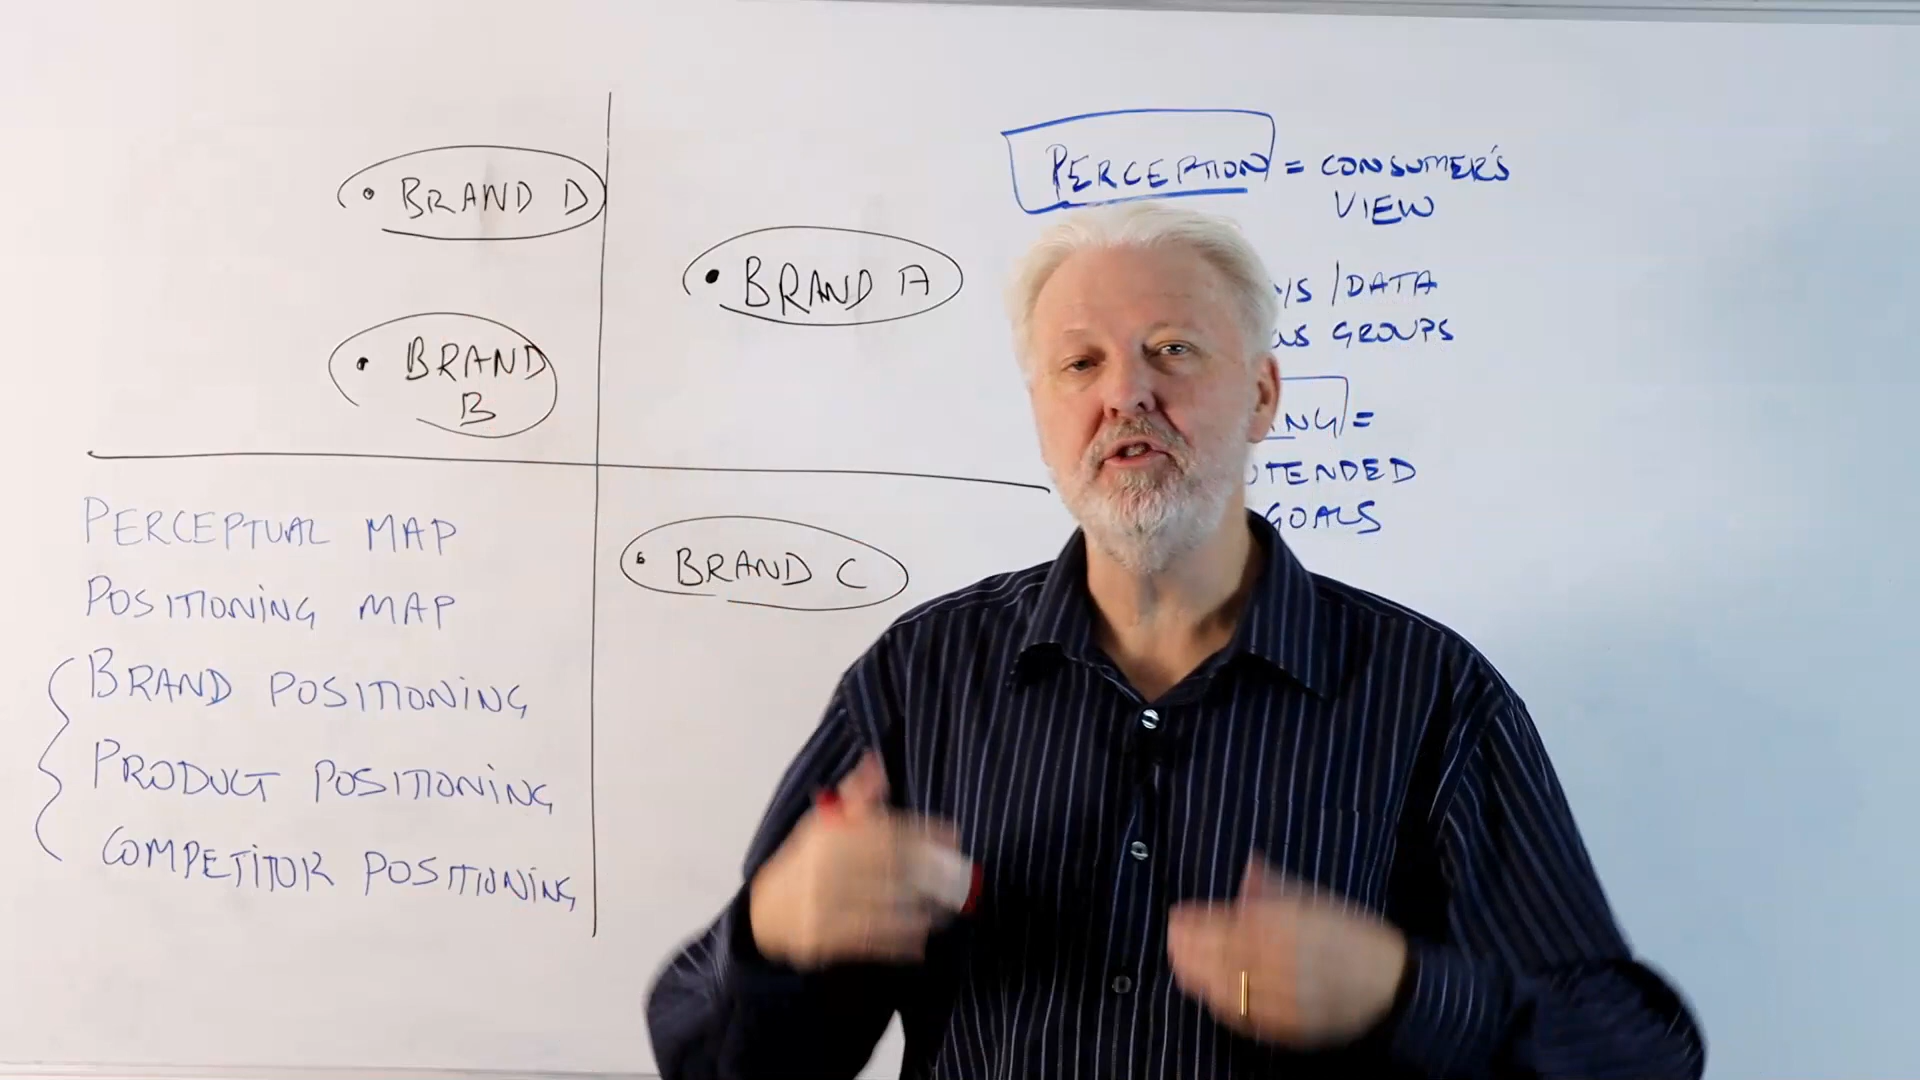 BRAND D
BRAND A
BRAND
B
BRAND C
PERCEPTUAL MAP
POSITIONING MAP
BRAND POSITIONING
PRODUCT POSITIONING
COMPETITOR POSITIONING
PERCEPTION = CONSUMER'S
VIEW
/DATA
GROUPS
=
GOALS